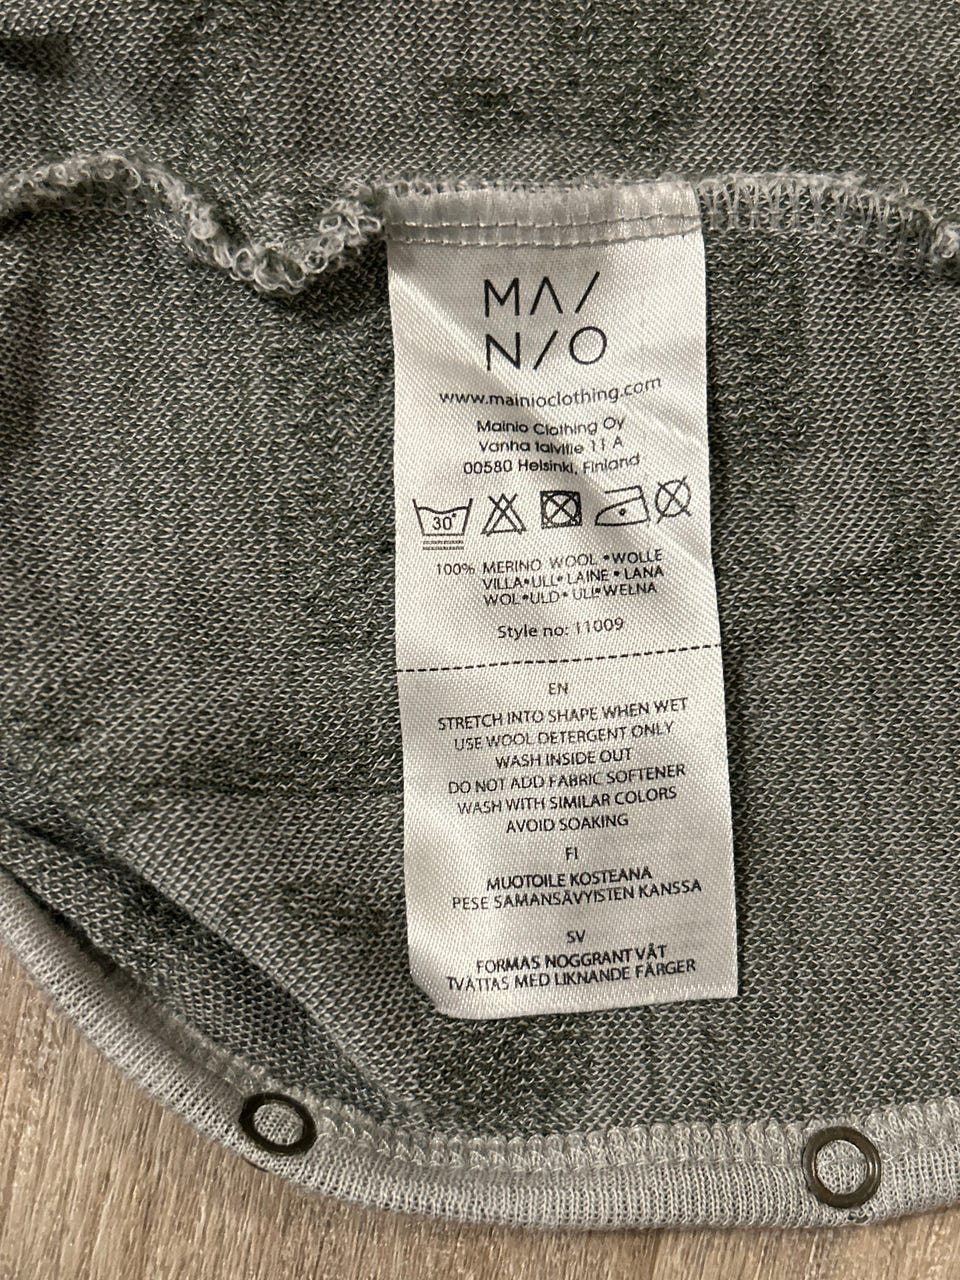 MA/
N/O
www.mainioclothing.com
Mainio Clothing Oy
Vanha talvitie 11 A
00580 Helsinki, Finland
30°
100% MERINO WOOL • WOLLE
VILLA • ULL • LAINE • LANA
WOL • ULD • ULL • WEŁNA
Style no: 11009
EN
STRETCH INTO SHAPE WHEN WET
USE WOOL DETERGENT ONLY
WASH INSIDE OUT
DO NOT ADD FABRIC SOFTENER
WASH WITH SIMILAR COLORS
AVOID SOAKING
FI
MUOTOILE KOSTEANA
PESE SAMANSÄVYISTEN KANSSA
SV
FORMAS NOGGRANT VÅT
TVÄTTAS MED LIKNANDE FÄRGER